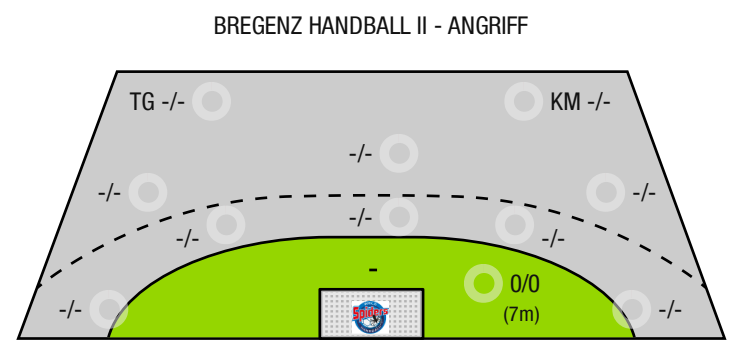 BREGENZ HANDBALL II - ANGRIFF
TG -/- KM -/-
-/-
-/- -/-
-/- -/- -/-
-
-/- 0/0 -/-
(7m)
Spiders